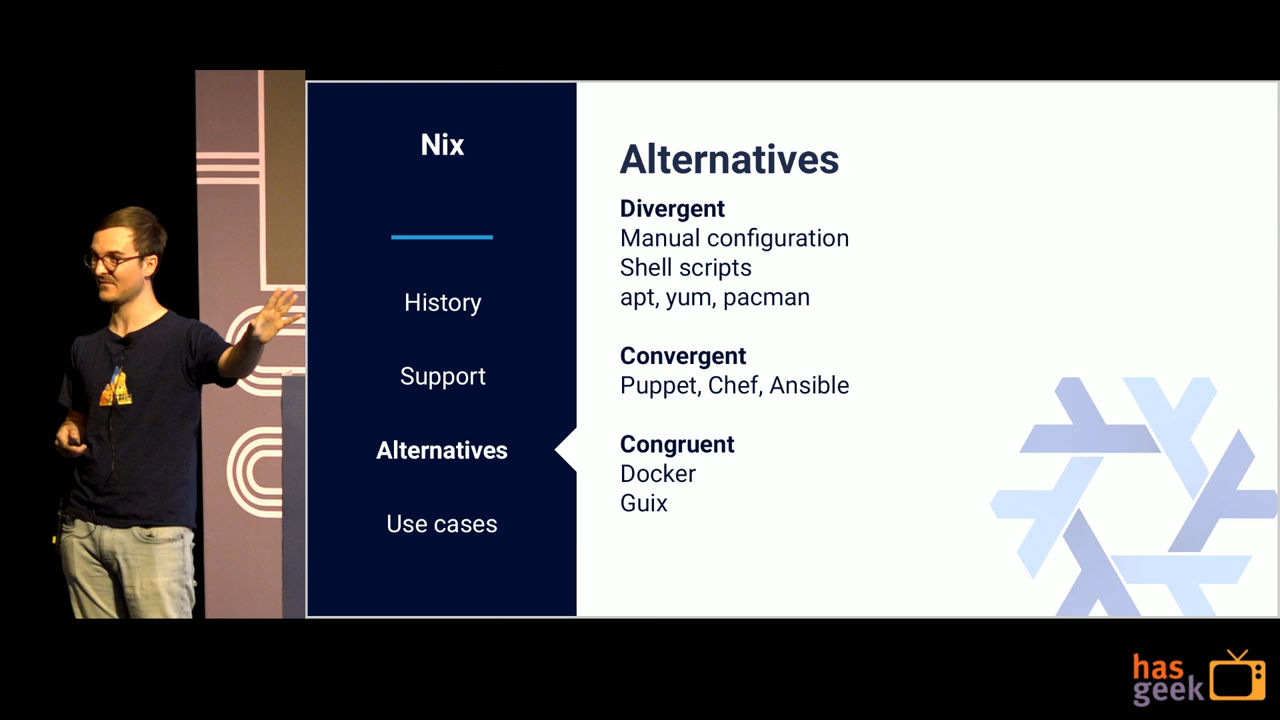 Nix
History
Support
Alternatives
Use cases
Alternatives
Divergent
Manual configuration
Shell scripts
apt, yum, pacman
Convergent
Puppet, Chef, Ansible
Congruent
Docker
Guix
has
geek